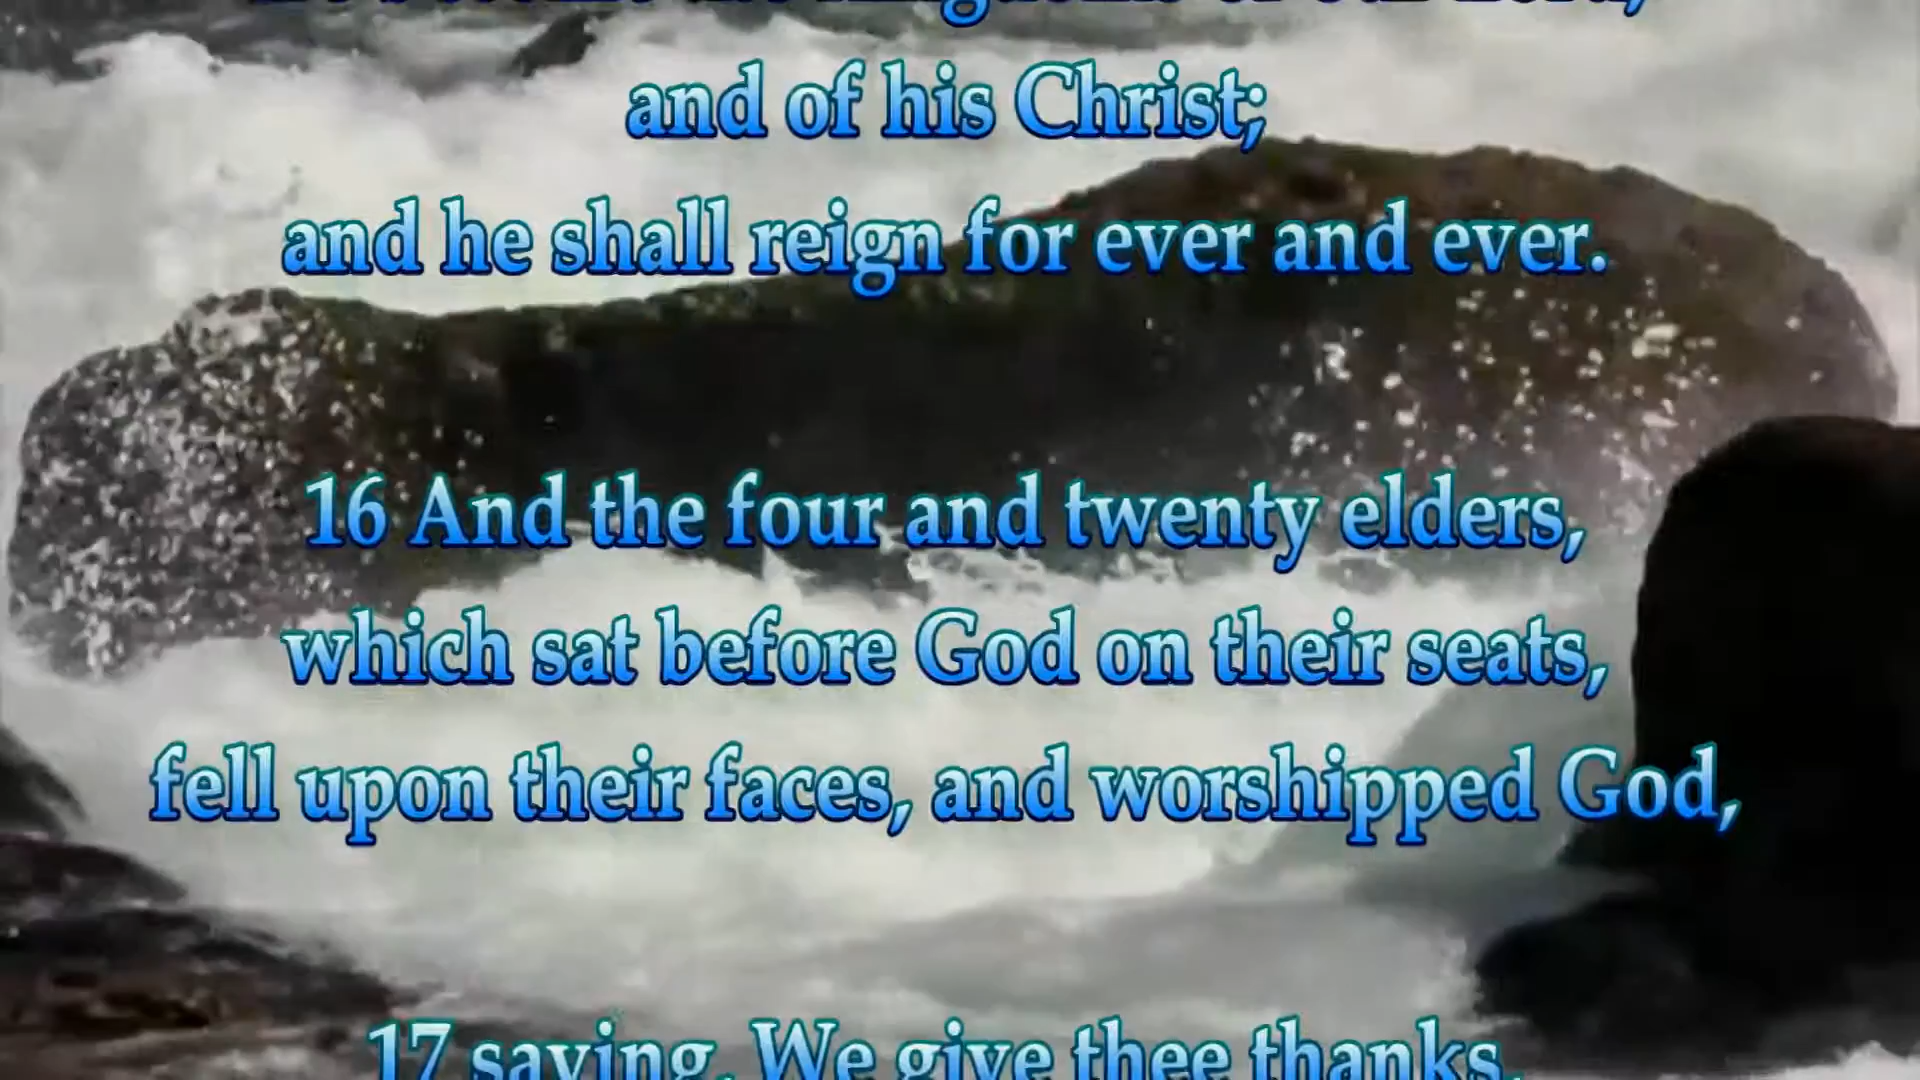 and of his Christ;
and he shall reign for ever and ever.
16 And the four and twenty elders,
which sat before God on their seats,
fell upon their faces, and worshipped God,
17 saying, We give thee thanks,